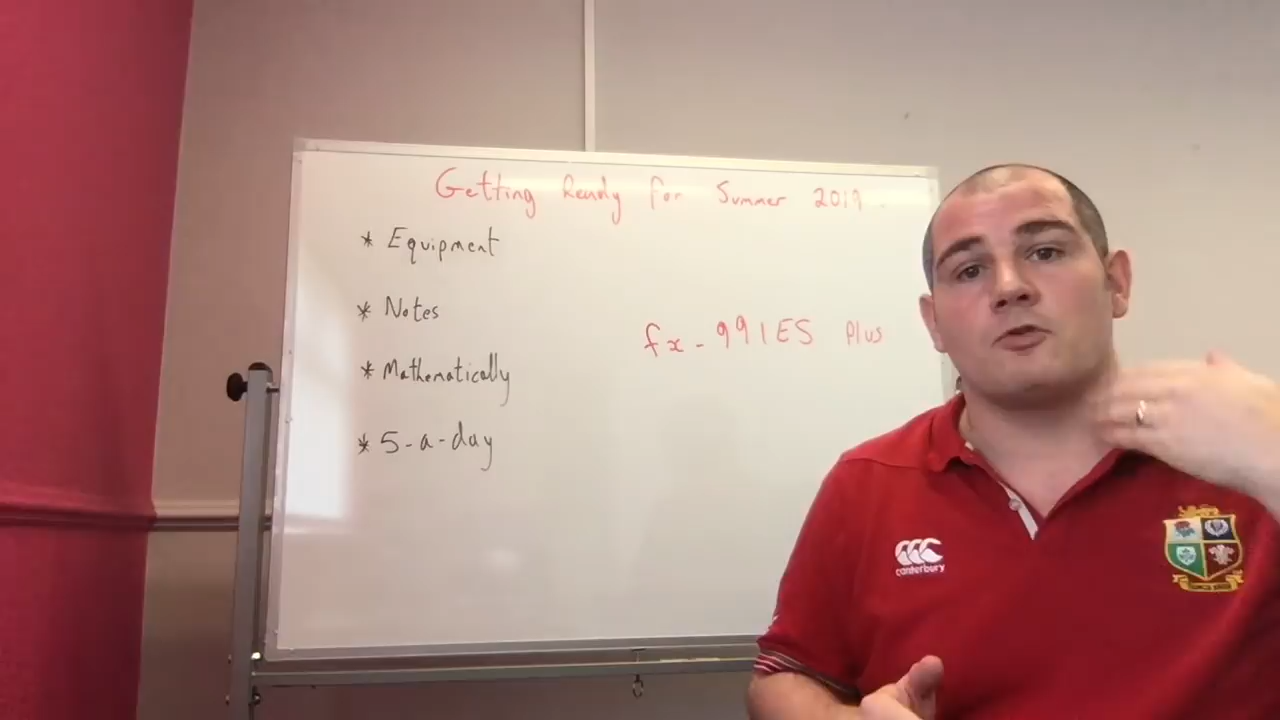 Getting Ready for Summer 2019.
* Equipment
* Notes
fx-991ES Plus
* Mathematically
* 5-a-day
canterbury